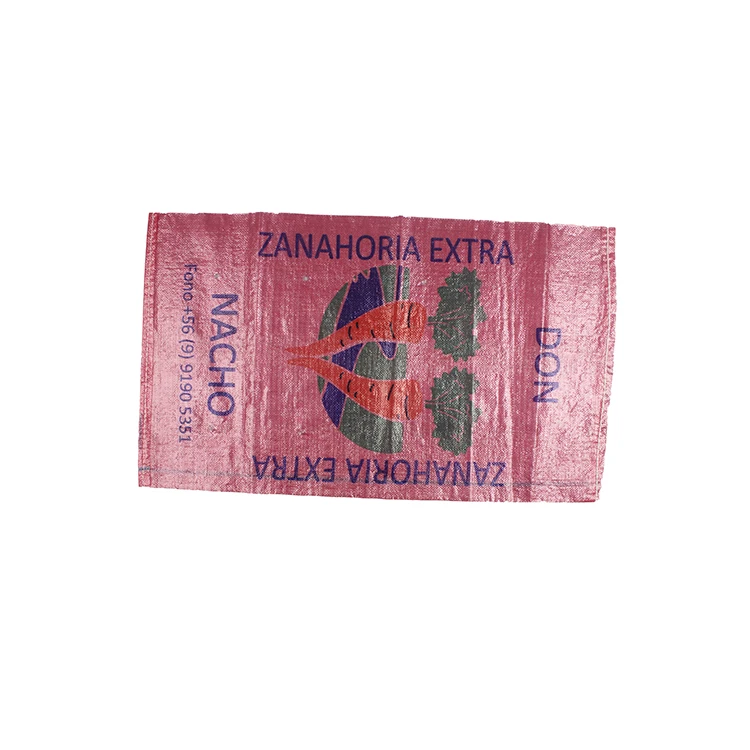 ZANAHORIA EXTRA
DON
NACHO
Fono +56 (9) 9190 5351
ZANAHORIA EXTRA